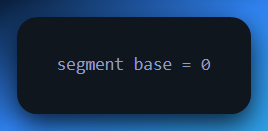 segment base = 0